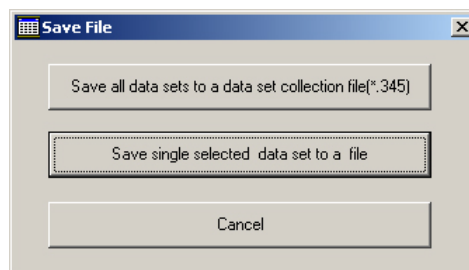 Save File
Save all data sets to a data set collection file(*.345)
Save single selected data set to a file
Cancel